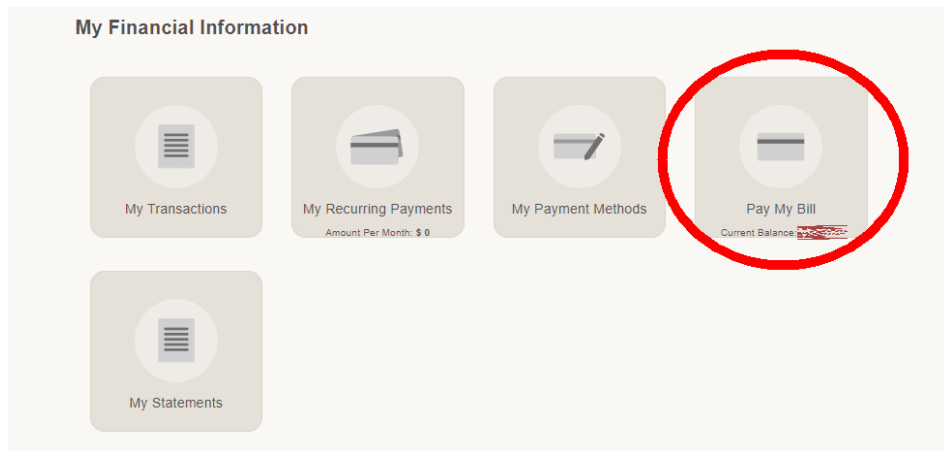 My Financial Information
My Transactions
My Recurring Payments
Amount Per Month: $ 0
My Payment Methods
Pay My Bill
Current Balance:
My Statements